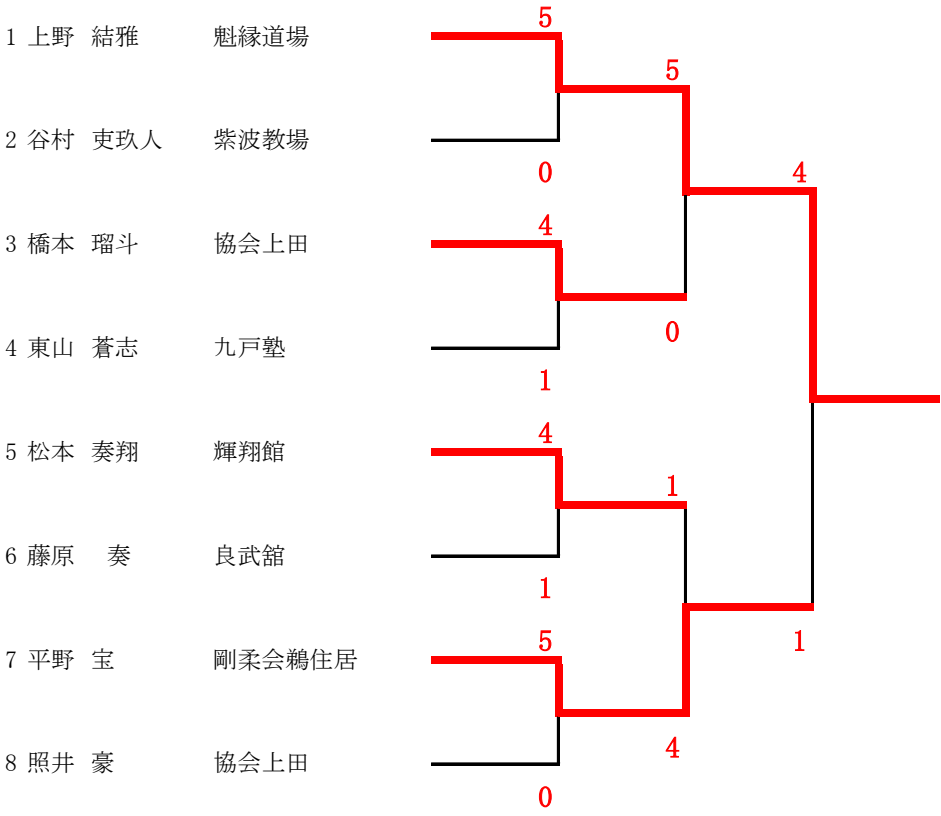 5
1 上野 結雅 魁縁道場
5
2 谷村 吏玖人 紫波教場
0
4
4
3 橋本 瑠斗 協会上田
0
4 東山 蒼志 九戸塾
1
4
5 松本 奏翔 輝翔館
1
6 藤原 奏 良武舘
1
5
1
7 平野 宝 剛柔会鵜住居
4
8 照井 豪 協会上田
0